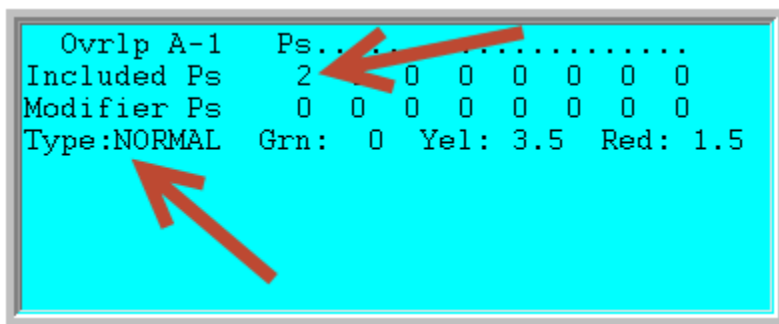 Ovrlp A-1 Ps.....................
Included Ps 2 0 0 0 0 0 0
Modifier Ps 0 0 0 0 0 0 0 0
Type:NORMAL Grn: 0 Yel: 3.5 Red: 1.5